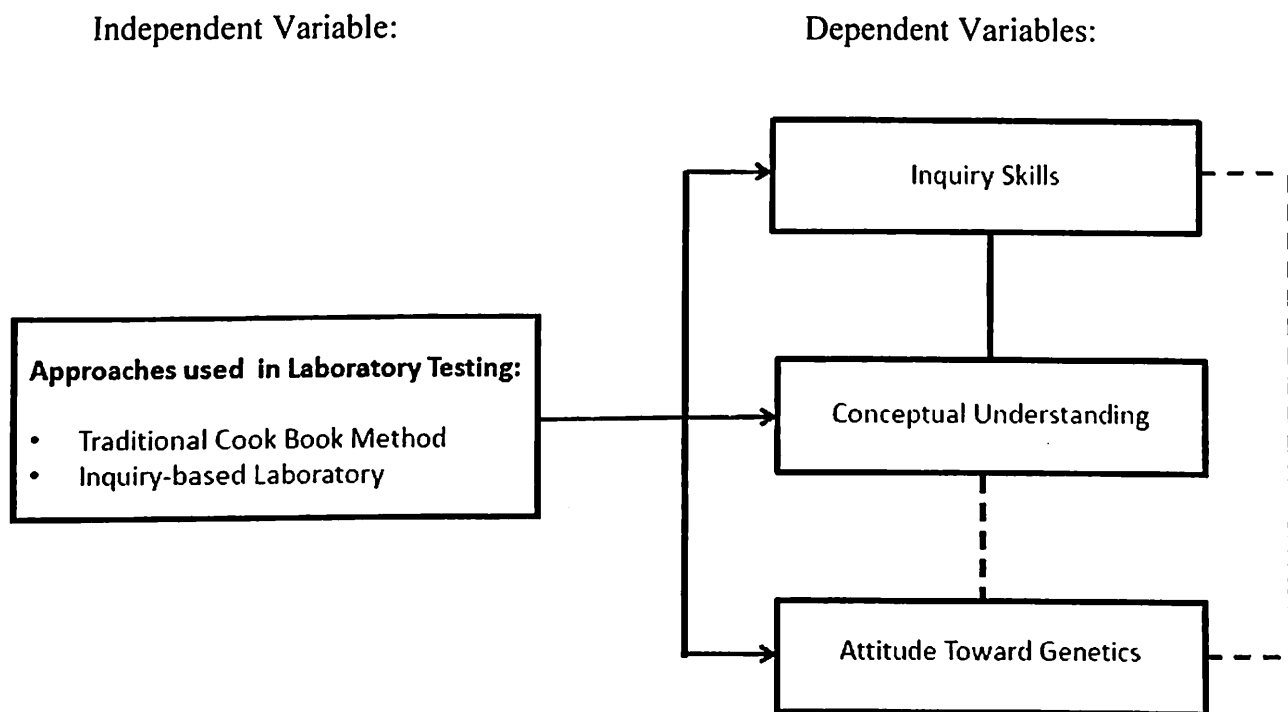 Independent Variable:
Dependent Variables:
Inquiry Skills
Approaches used in Laboratory Testing:
• Traditional Cook Book Method
• Inquiry-based Laboratory
Conceptual Understanding
Attitude Toward Genetics